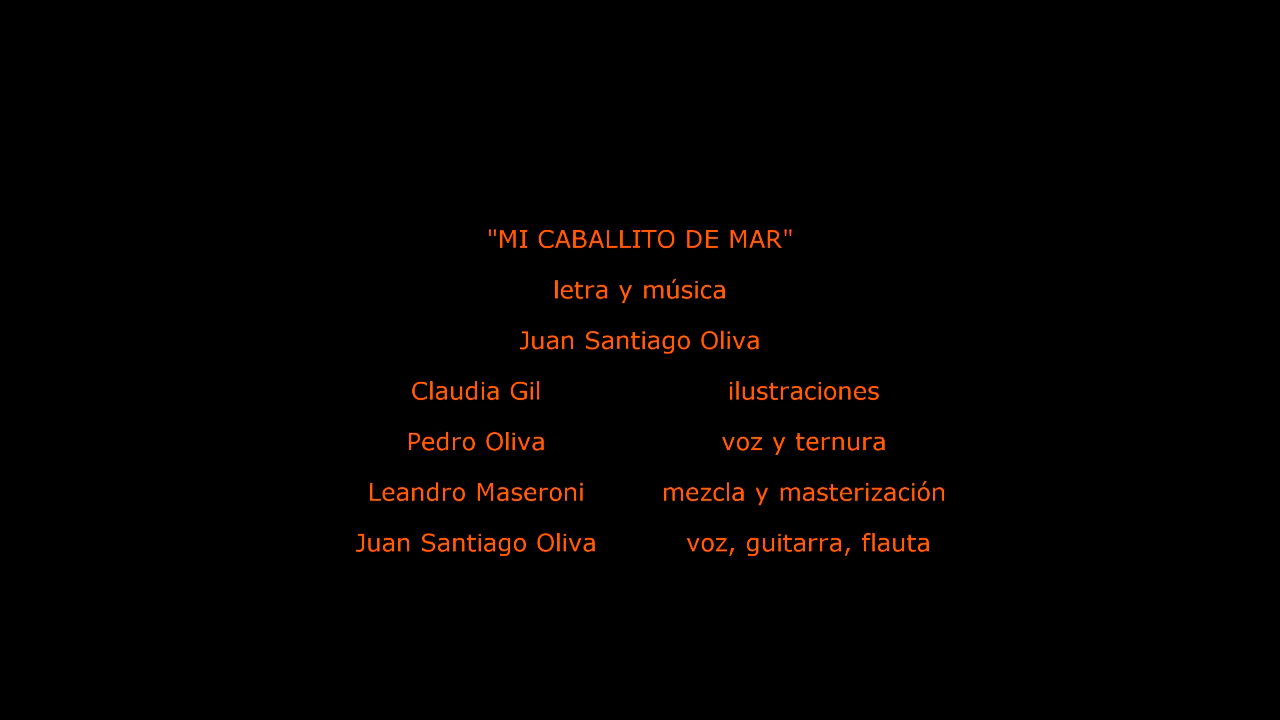 "MI CABALLITO DE MAR"
letra y música
Juan Santiago Oliva
Claudia Gil ilustraciones
Pedro Oliva voz y ternura
Leandro Maseroni mezcla y masterización
Juan Santiago Oliva voz, guitarra, flauta